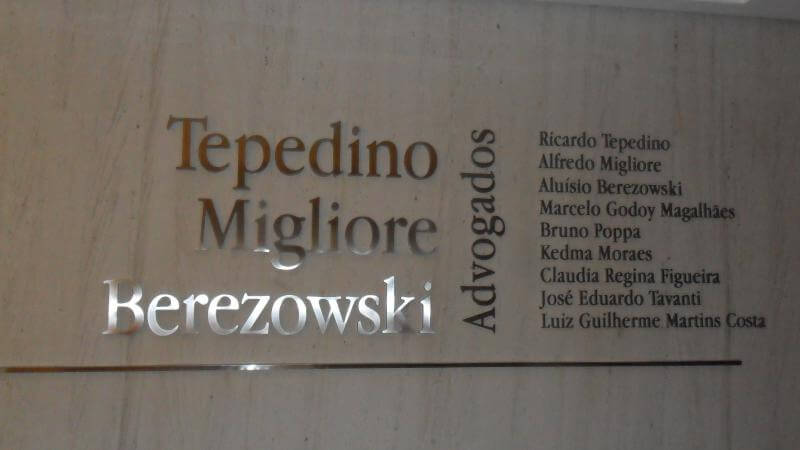 Tepedino
Migliore
Berezowski
Advogados
Ricardo Tepedino
Alfredo Migliore
Aluísio Berezowski
Marcelo Godoy Magalhães
Bruno Poppa
Kedma Moraes
Claudia Regina Figueira
José Eduardo Tavanti
Luiz Guilherme Martins Costa